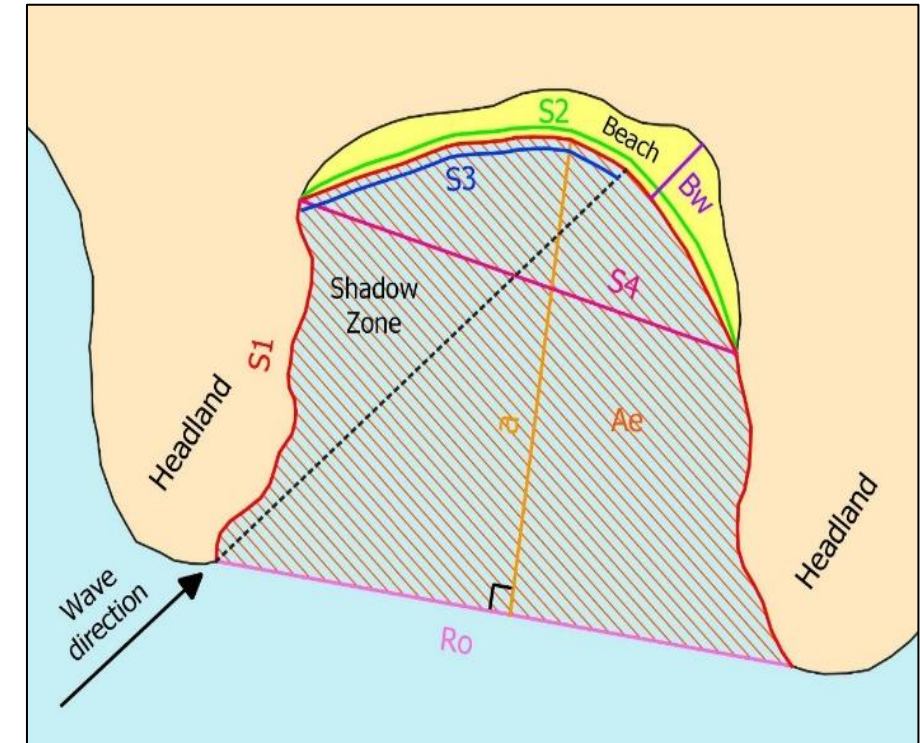 S2
Beach
Bw
S3
S4
Shadow
Zone
S1
a
Ae
Headland
Headland
Wave
direction
Ro